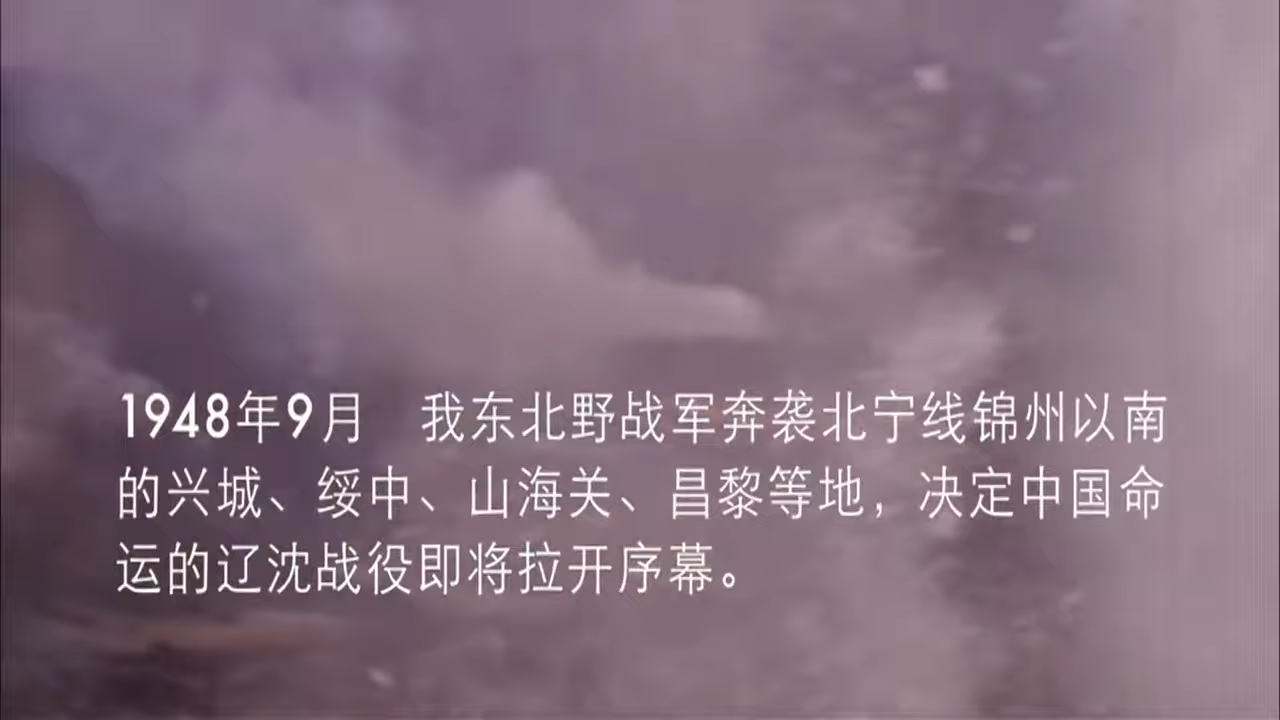 1948年9月　我东北野战军奔袭北宁线锦州以南
的兴城、绥中、山海关、昌黎等地，决定中国命
运的辽沈战役即将拉开序幕。